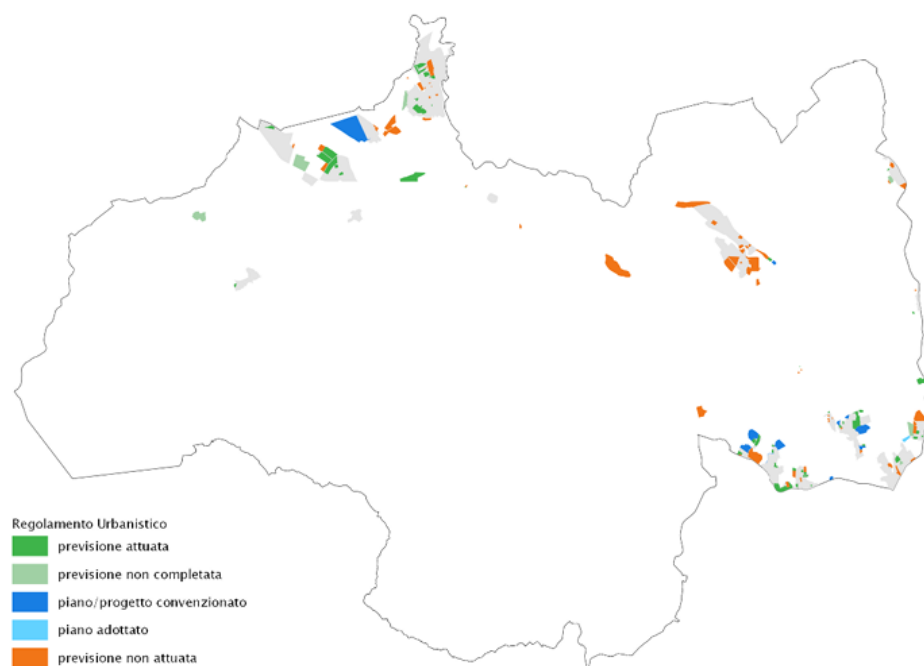 Regolamento Urbanistico
previsione attuata
previsione non completata
piano/progetto convenzionato
piano adottato
previsione non attuata